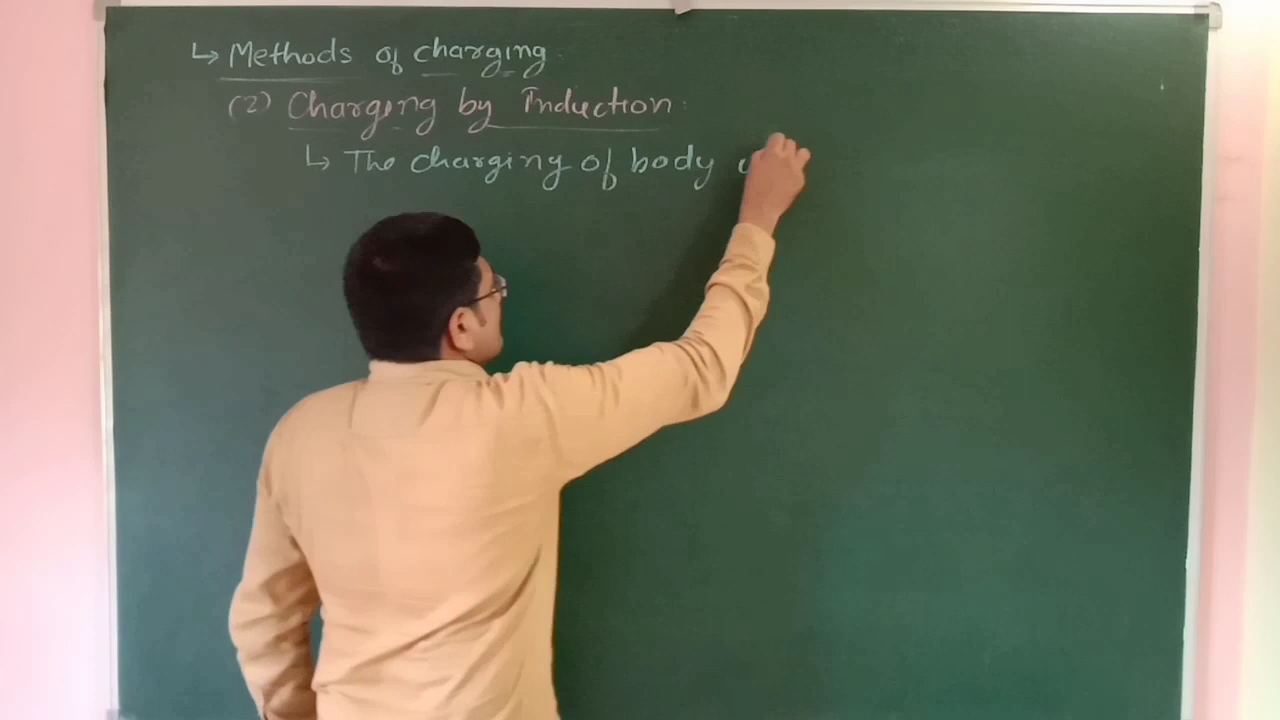 ↳ Methods of charging.
(2) Charging by Induction:
↳ The charging of body